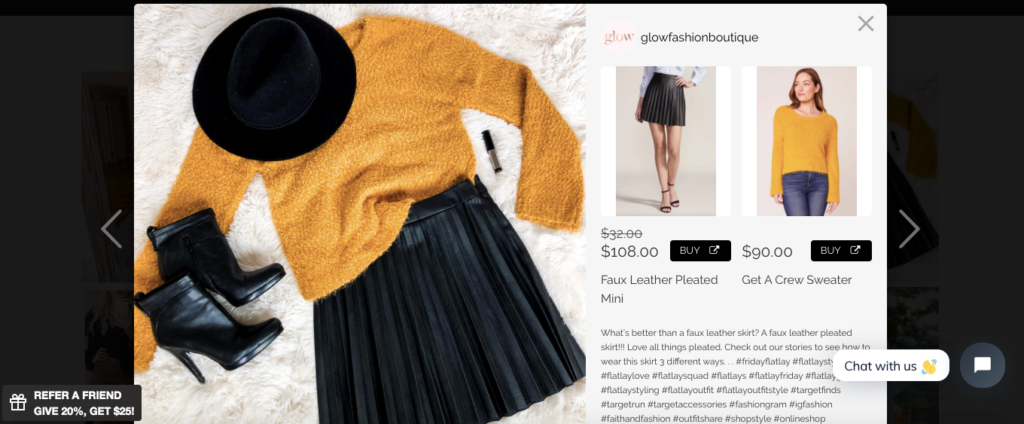 glow glowfashionboutique
$32.00
$108.00 BUY
$90.00 BUY
Faux Leather Pleated
Mini
Get A Crew Sweater
What's better than a faux leather skirt? A faux leather pleated
skirt!!! Love all things pleated. Check out our stories to see how to
wear this skirt 3 different ways. . . #fridayflatlay
#flatlaylove #flatlaysquad #flatlays #flatlayfriday
#flatlaystyling #flatlayoutfit #flatlayoutfitstyle #targetfinds
#targetrun #targetaccessories #fashiongram #igfashion
#faithandfashion #outfitshare #shopstyle #onlineshop
Chat with us 👋
REFER A FRIEND
GIVE 20%, GET $25!